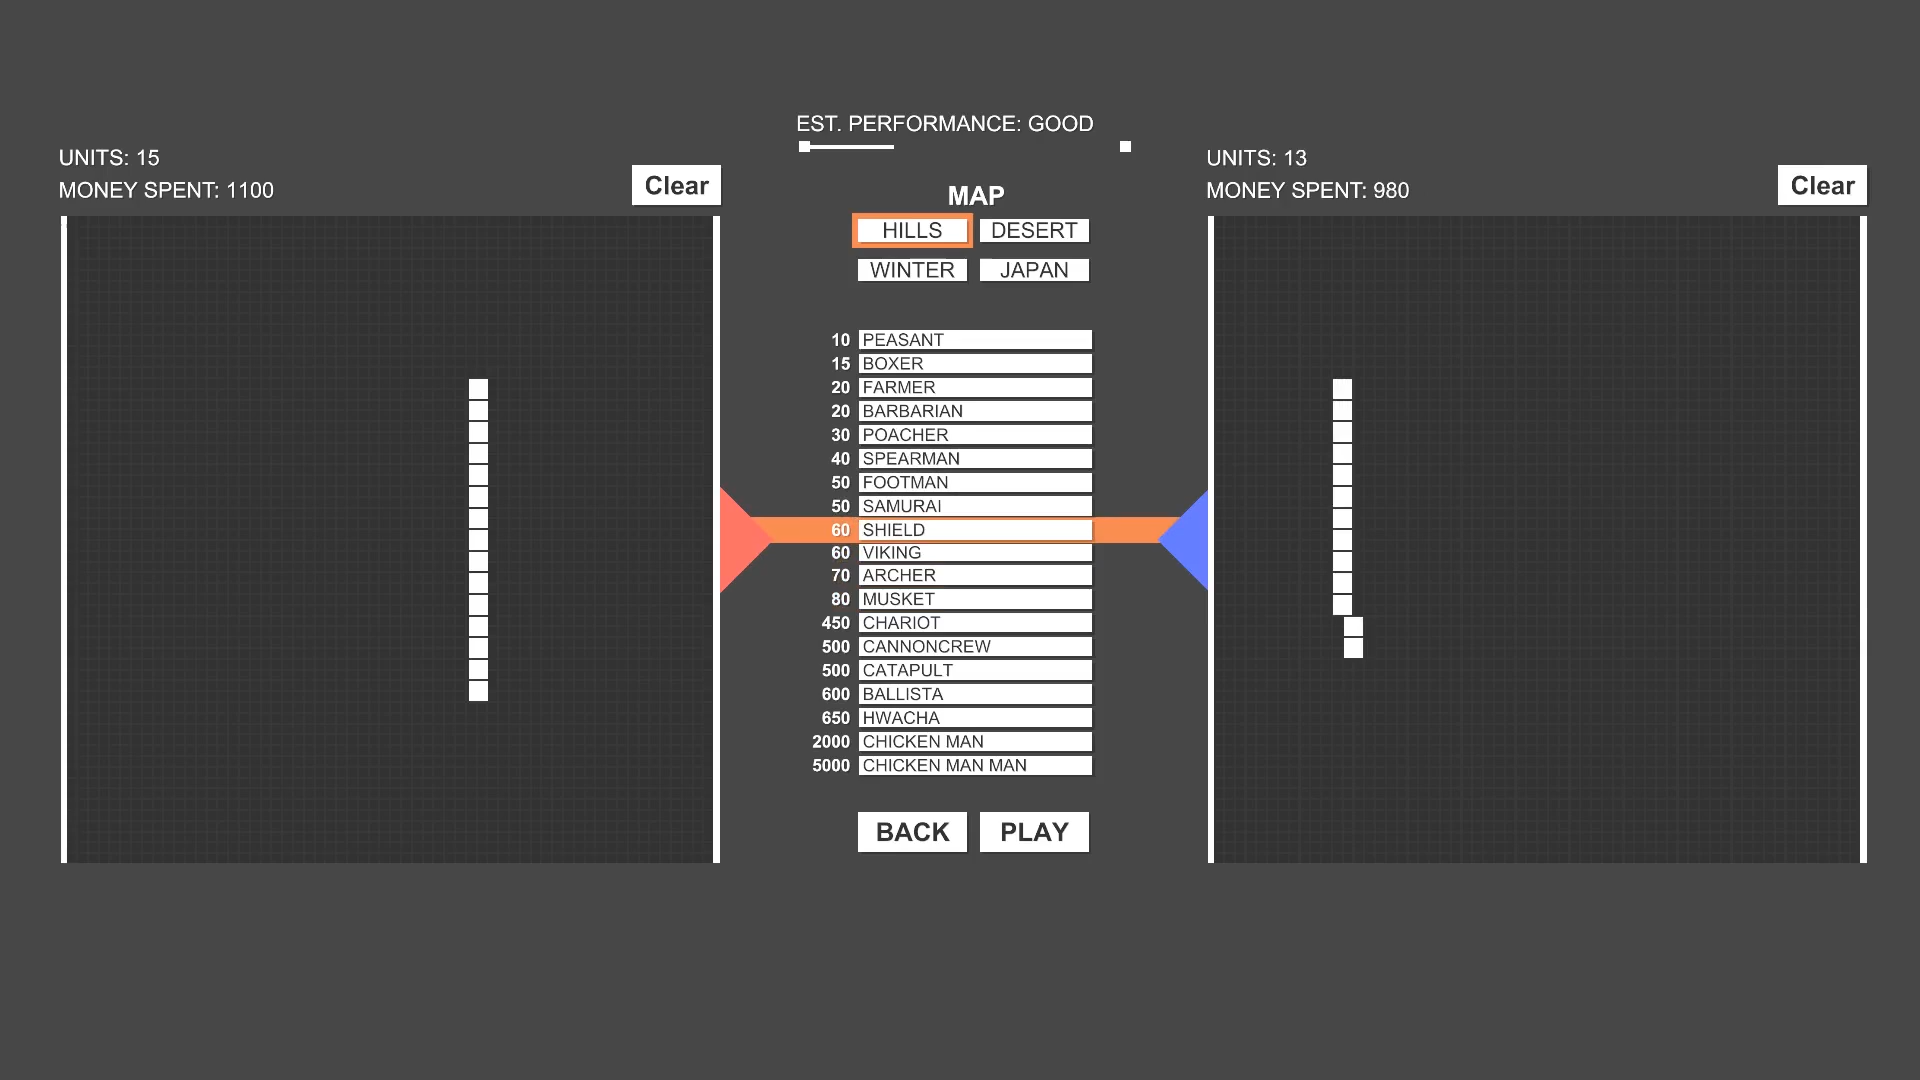 EST. PERFORMANCE: GOOD
UNITS: 15
MONEY SPENT: 1100
Clear
UNITS: 13
MONEY SPENT: 980
Clear
MAP
HILLS DESERT
WINTER JAPAN
10 PEASANT
15 BOXER
20 FARMER
20 BARBARIAN
30 POACHER
40 SPEARMAN
50 FOOTMAN
50 SAMURAI
60 SHIELD
60 VIKING
70 ARCHER
80 MUSKET
450 CHARIOT
500 CANNONCREW
500 CATAPULT
600 BALLISTA
650 HWACHA
2000 CHICKEN MAN
5000 CHICKEN MAN MAN
BACK PLAY